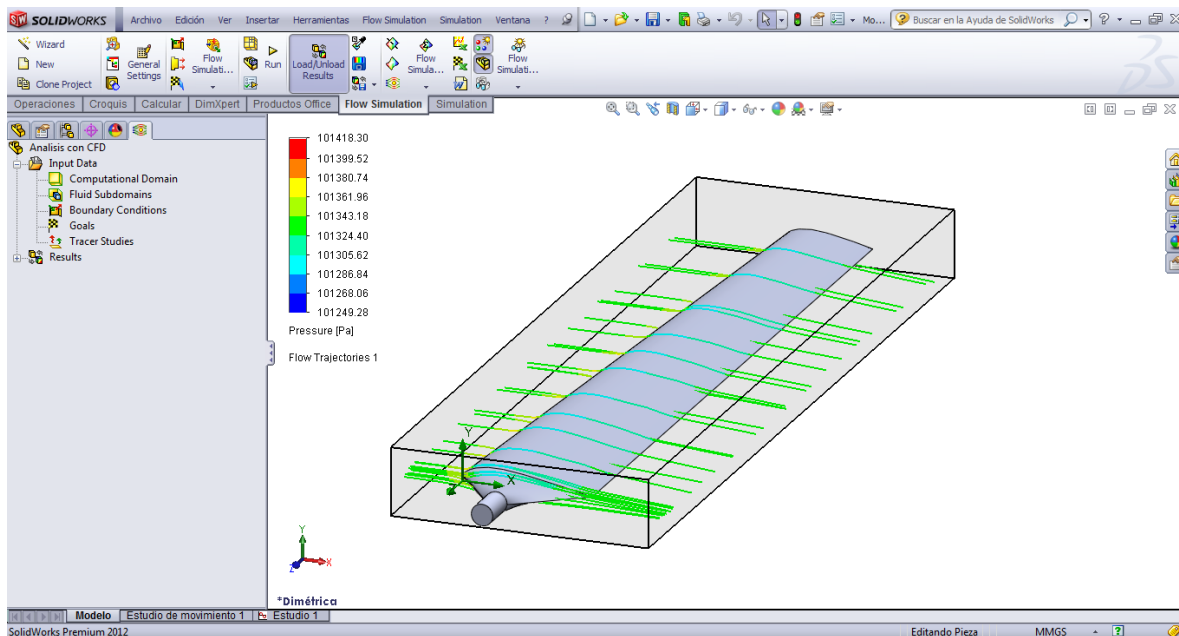 SOLIDWORKS Archivo Edición Ver Insertar Herramientas Flow Simulation Simulation Ventana ? Mo... Buscar en la Ayuda de SolidWorks ?
Wizard
New
Clone Project
General Settings
Flow Simulati...
Run
Load/Unload Results
Flow Simula...
Flow Simulati...
Operaciones Croquis Calcular DimXpert Productos Office Flow Simulation Simulation
Analisis con CFD
Input Data
Computational Domain
Fluid Subdomains
Boundary Conditions
Goals
Tracer Studies
Results
101418.30
101399.52
101380.74
101361.96
101343.18
101324.40
101305.62
101286.84
101268.06
101249.28
Pressure [Pa]
Flow Trajectories 1
Y
X
Z
Y
X
Z
*Dimétrica
Modelo Estudio de movimiento 1 Estudio 1
SolidWorks Premium 2012 Editando Pieza MMGS ?